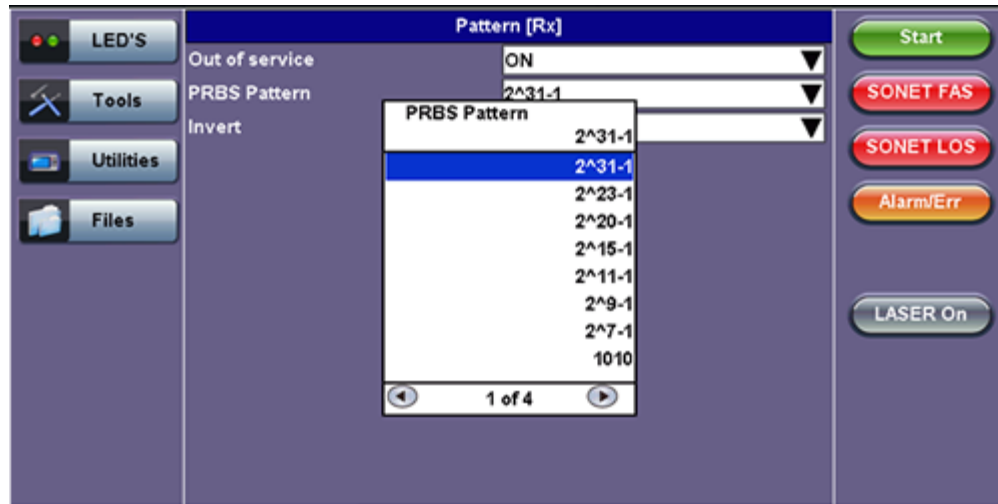 LED'S
Tools
Utilities
Files
Pattern [Rx]
Out of service ON
PRBS Pattern 2^31-1
Invert
PRBS Pattern
2^31-1
2^31-1
2^23-1
2^20-1
2^15-1
2^11-1
2^9-1
2^7-1
1010
1 of 4
Start
SONET FAS
SONET LOS
Alarm/Err
LASER On